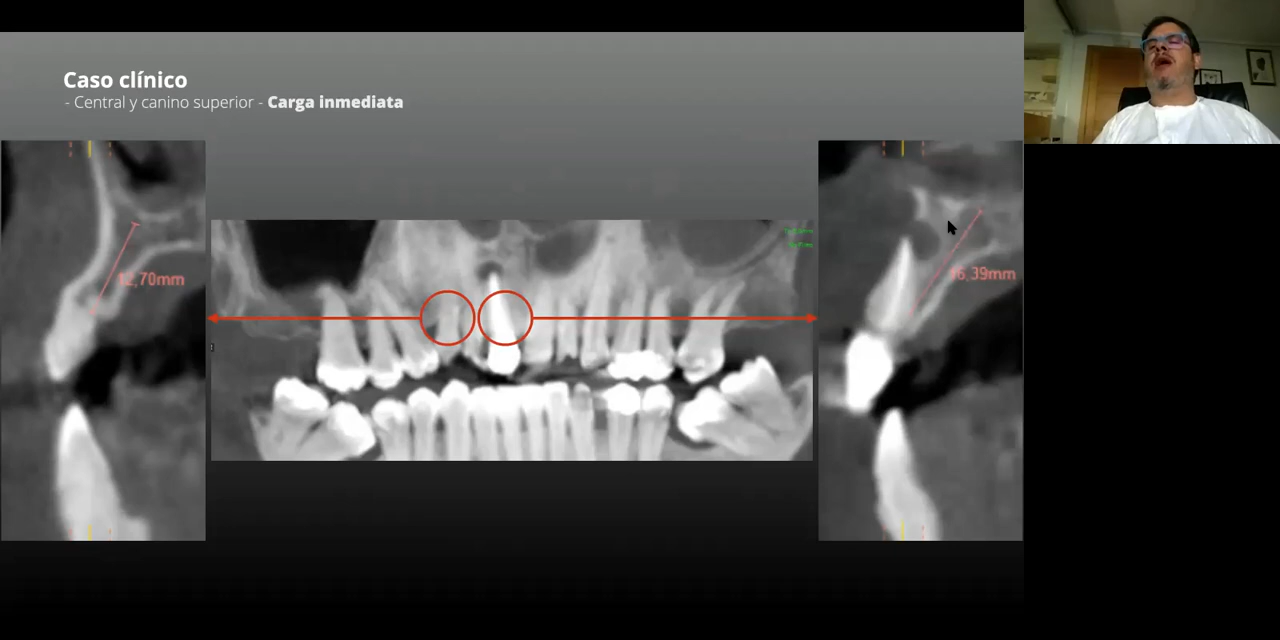 Caso clínico
- Central y canino superior - Carga inmediata
12,70mm
16,39mm